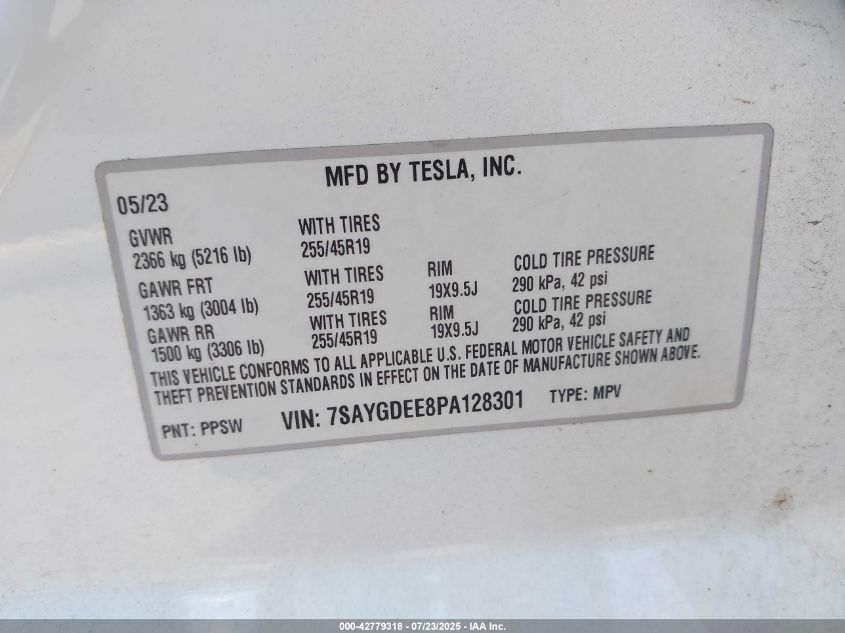 MFD BY TESLA, INC.
05/23
GVWR WITH TIRES
2366 kg (5216 lb) 255/45R19
GAWR FRT WITH TIRES RIM COLD TIRE PRESSURE
1363 kg (3004 lb) 255/45R19 19X9.5J 290 kPa, 42 psi
GAWR RR WITH TIRES RIM COLD TIRE PRESSURE
1500 kg (3306 lb) 255/45R19 19X9.5J 290 kPa, 42 psi
THIS VEHICLE CONFORMS TO ALL APPLICABLE U.S. FEDERAL MOTOR VEHICLE SAFETY AND
THEFT PREVENTION STANDARDS IN EFFECT ON THE DATE OF MANUFACTURE SHOWN ABOVE.
PNT: PPSW VIN: 7SAYGDEE8PA128301 TYPE: MPV
000-42779318 - 07/23/2025 - IAA Inc.